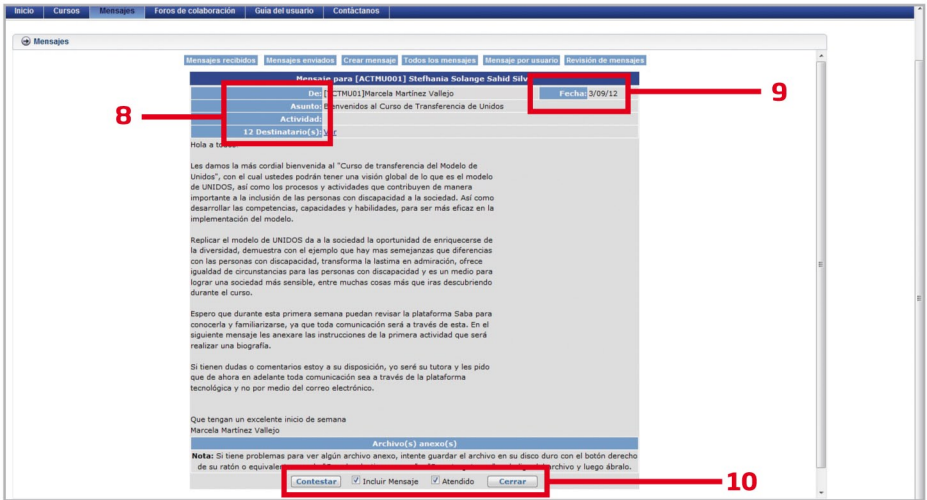 Inicio Cursos Mensajes Foros de colaboración Guía del usuario Contáctanos
Mensajes
Mensajes recibidos Mensajes enviados Crear mensaje Todos los mensajes Mensaje por usuario Revisión de mensajes
Mensaje para [ACTMU001] Stefhania Solange Sahid Silv
De: [ACTMU01]Marcela Martínez Vallejo Fecha: 3/09/12
9
8
Asunto: Bienvenidos al Curso de Transferencia de Unidos
Actividad:
12 Destinatario(s): Ver
Hola a todos
Les damos la más cordial bienvenida al "Curso de transferencia del Modelo de
Unidos", con el cual ustedes podrán tener una visión global de lo que es el modelo
de UNIDOS, así como los procesos y actividades que contribuyen de manera
importante a la inclusión de las personas con discapacidad a la sociedad. Así como
desarrollar las competencias, capacidades y habilidades, para ser más eficaz en la
implementación del modelo.
Replicar el modelo de UNIDOS da a la sociedad la oportunidad de enriquecerse de
la diversidad, demuestra con el ejemplo que hay mas semejanzas que diferencias
con las personas con discapacidad, transforma la lastima en admiración, ofrece
igualdad de circunstancias para las personas con discapacidad y es un medio para
lograr una sociedad más sensible, entre muchas cosas más que iras descubriendo
durante el curso.
Espero que durante esta primera semana puedan revisar la plataforma Saba para
conocerla y familiarizarse, ya que toda comunicación será a través de esta. En el
siguiente mensaje les anexare las instrucciones de la primera actividad que será
realizar una biografía.
Si tienen dudas o comentarios estoy a su disposición, yo seré su tutora y les pido
que de ahora en adelante toda comunicación sea a través de la plataforma
tecnológica y no por medio del correo electrónico.
Que tengan un excelente inicio de semana
Marcela Martínez Vallejo
Archivo(s) anexo(s)
Nota: Si tiene problemas para ver algún archivo anexo, intente guardar el archivo en su disco duro con el botón derecho
de su ratón o equivalente archivo y luego ábralo.
Contestar Incluir Mensaje Atendido Cerrar
10